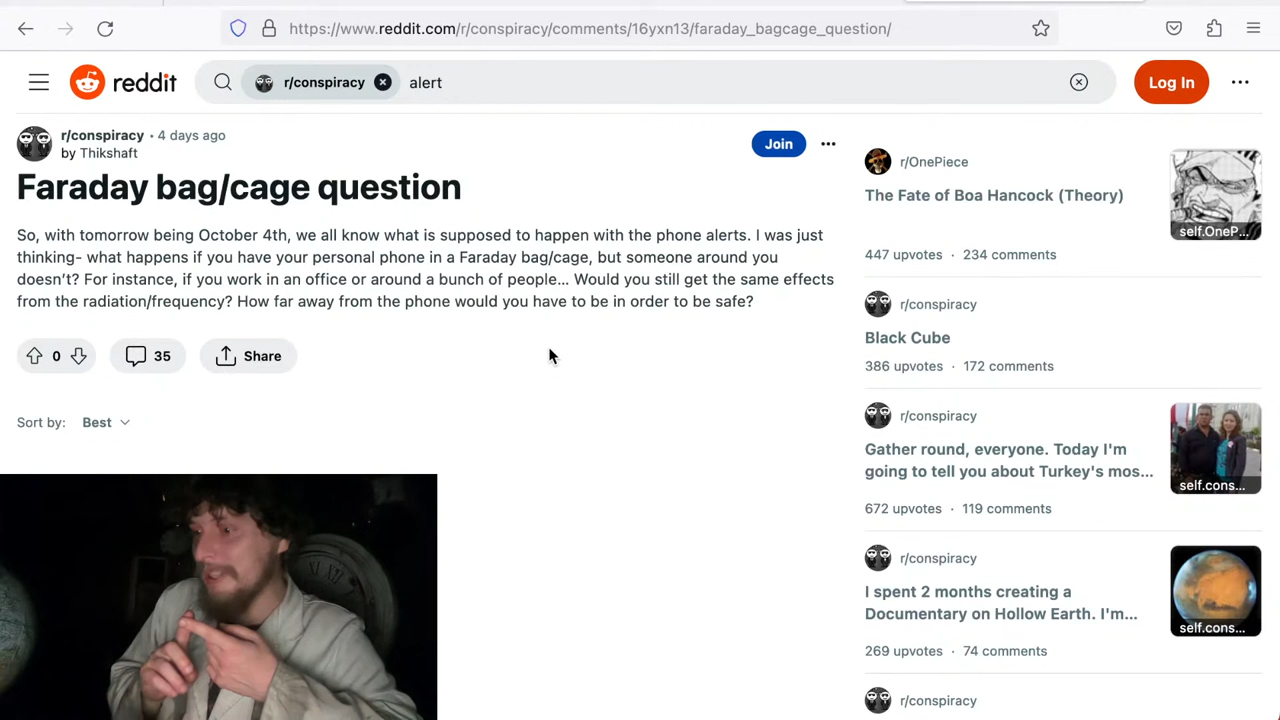 https://www.reddit.com/r/conspiracy/comments/16yxn13/faraday_bagcage_question/
reddit
r/conspiracy
alert
Log In
r/conspiracy • 4 days ago
by Thikshaft
Join
Faraday bag/cage question
So, with tomorrow being October 4th, we all know what is supposed to happen with the phone alerts. I was just
thinking- what happens if you have your personal phone in a Faraday bag/cage, but someone around you
doesn’t? For instance, if you work in an office or around a bunch of people... Would you still get the same effects
from the radiation/frequency? How far away from the phone would you have to be in order to be safe?
0
35
Share
Sort by: Best
r/OnePiece
The Fate of Boa Hancock (Theory)
self.OneP...
447 upvotes · 234 comments
r/conspiracy
Black Cube
386 upvotes · 172 comments
r/conspiracy
Gather round, everyone. Today I'm
going to tell you about Turkey's mos...
self.cons...
672 upvotes · 119 comments
r/conspiracy
I spent 2 months creating a
Documentary on Hollow Earth. I'm...
self.cons...
269 upvotes · 74 comments
r/conspiracy